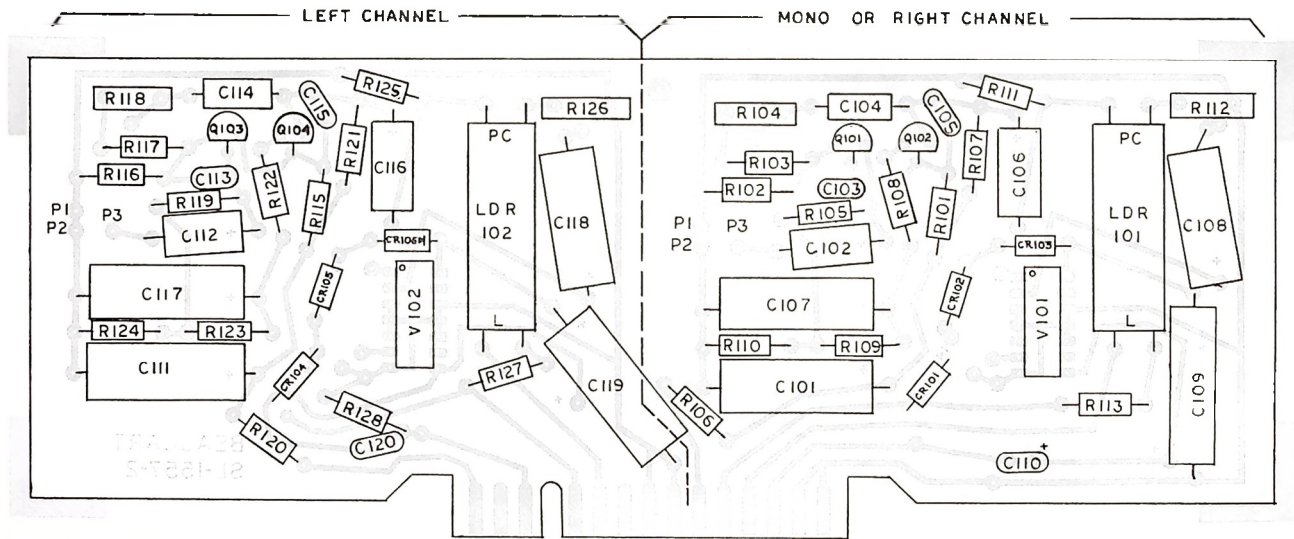 LEFT CHANNEL
MONO OR RIGHT CHANNEL
R118
C114
C115
R125
R126
Q103
Q104
R117
R121
C116
PC
R116
C113
R122
R115
R119
LDR
102
C118
P1
P2
P3
C112
CR105
C117
V102
R124
R123
L
C111
CR104
R127
C119
R128
R120
C120
R104
C104
C105
R111
R112
Q101
Q102
R107
C106
PC
R103
R102
C103
R108
R101
R105
LDR
101
C108
P1
P2
P3
C102
CR103
CR102
C107
V101
R110
R109
L
C101
CR101
R106
R113
C109
C110
+
SI-1567-2